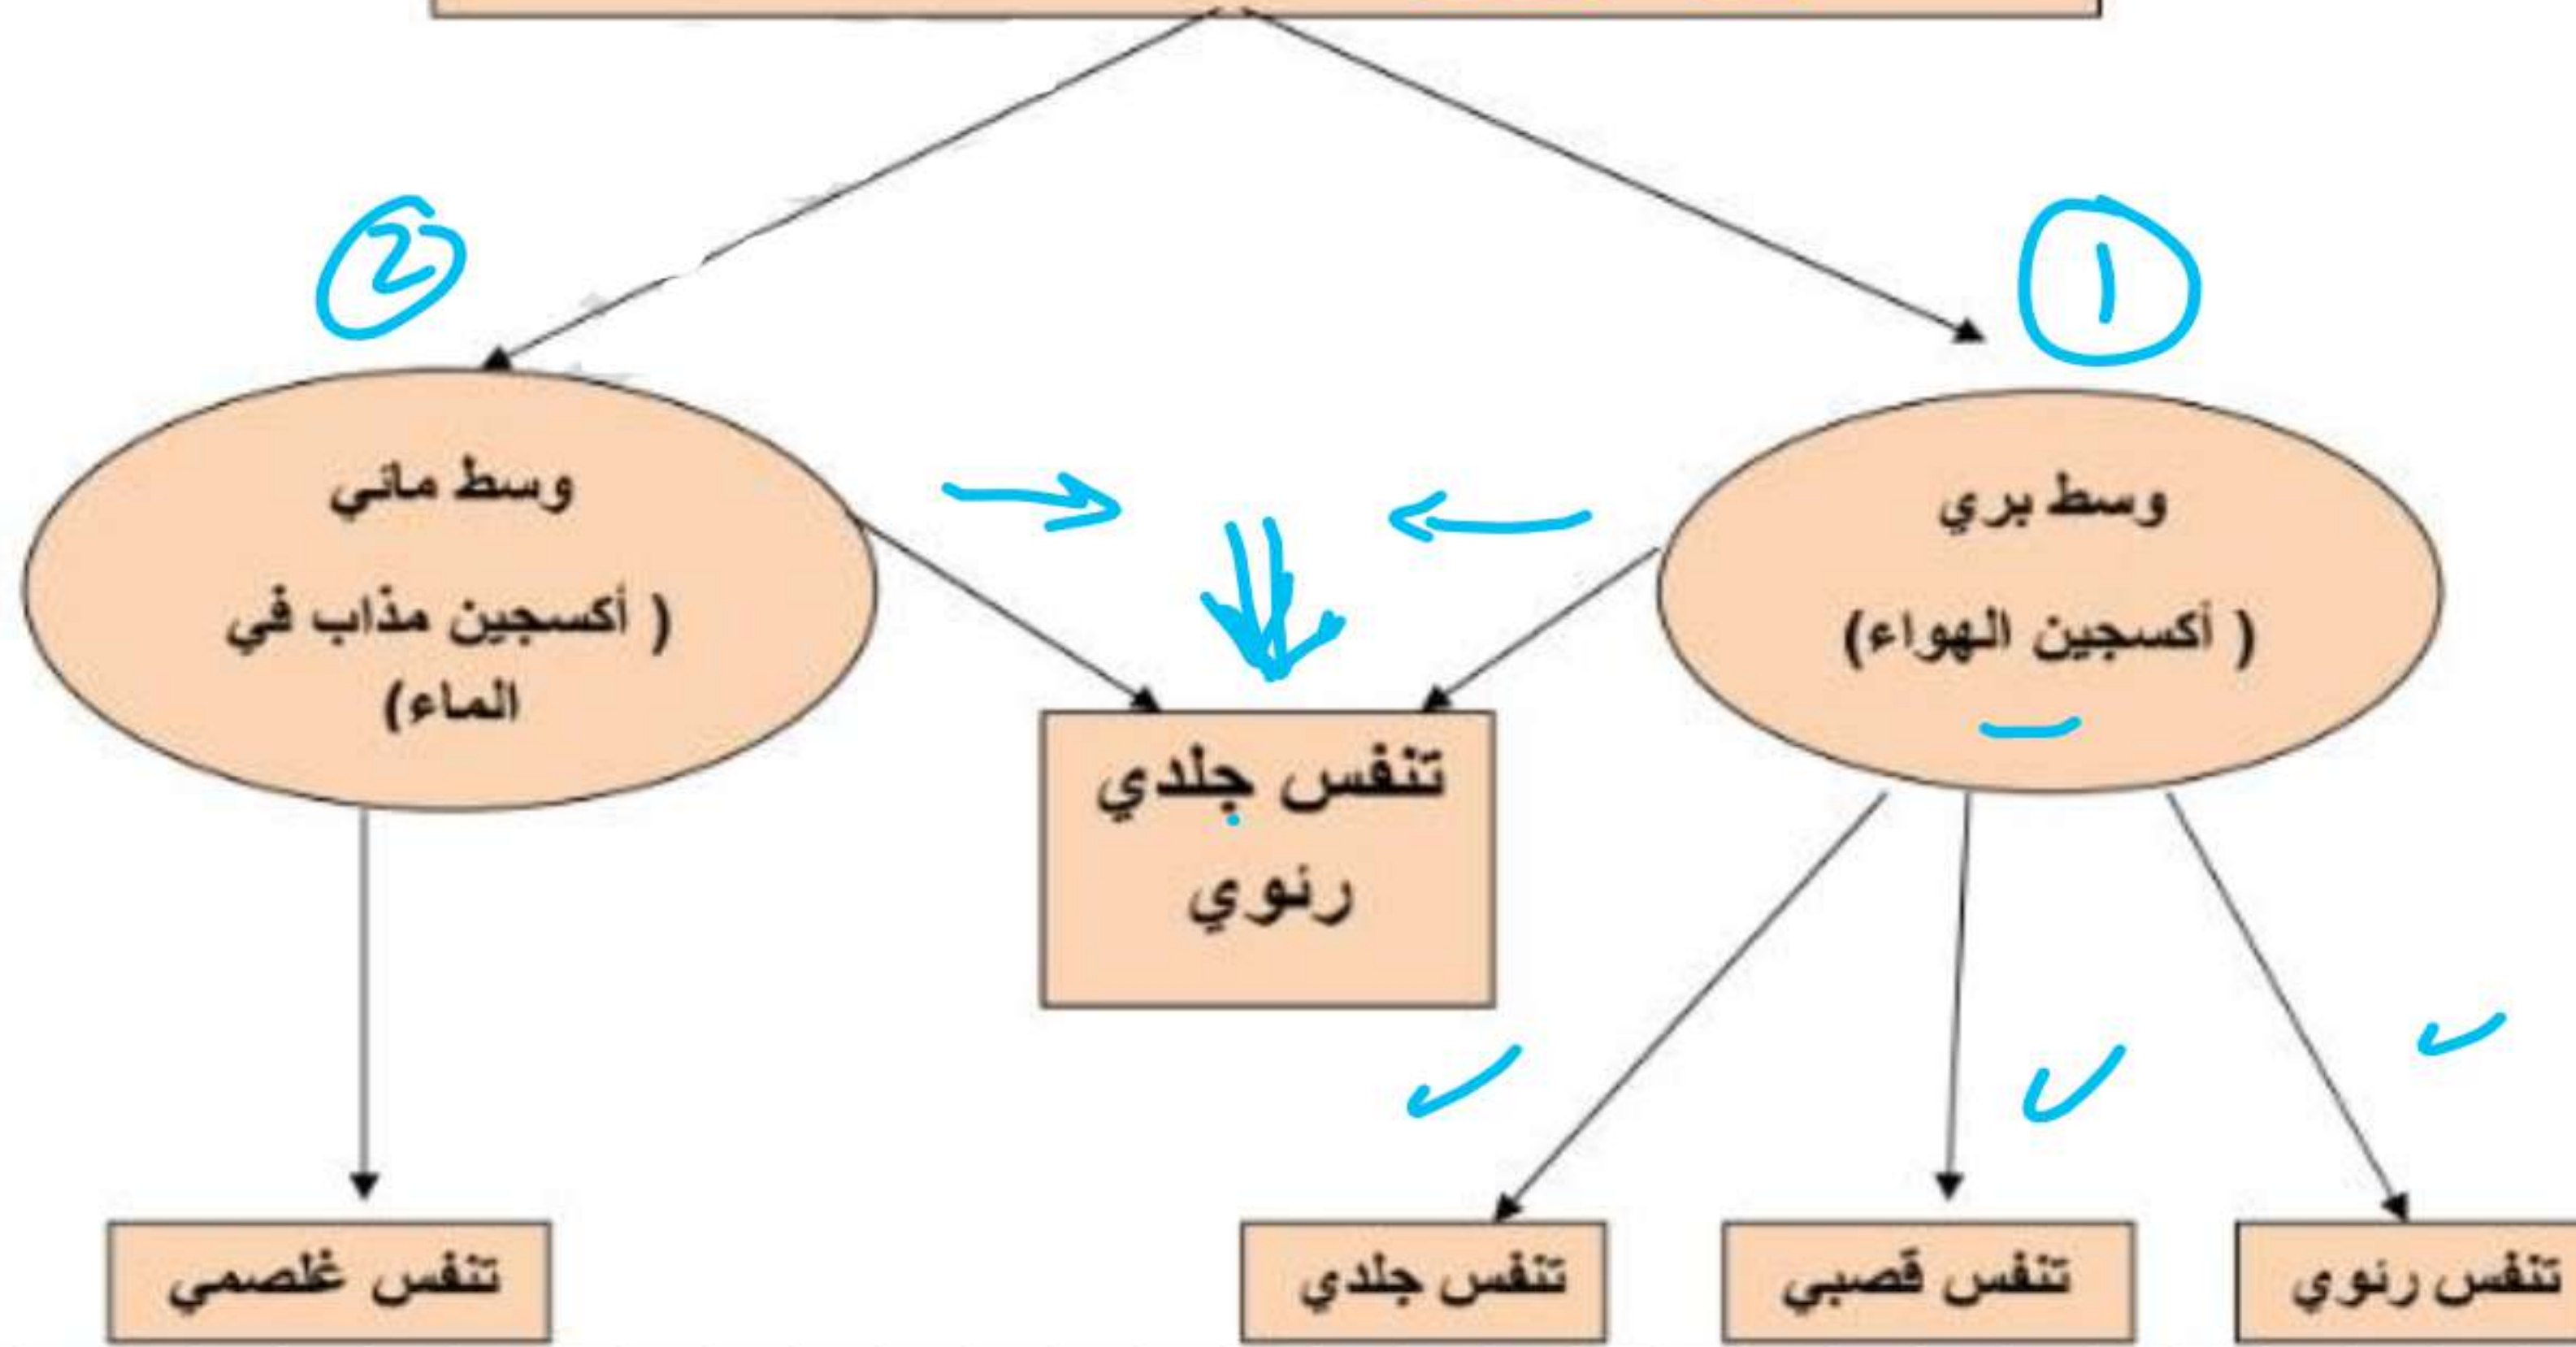 1
2
وسط بري
( أكسجين الهواء)
وسط مائي
( أكسجين مذاب في
الماء)
تنفس جلدي
رئوي
تنفس رئوي
تنفس قصبي
تنفس جلدي
تنفس غلصمي